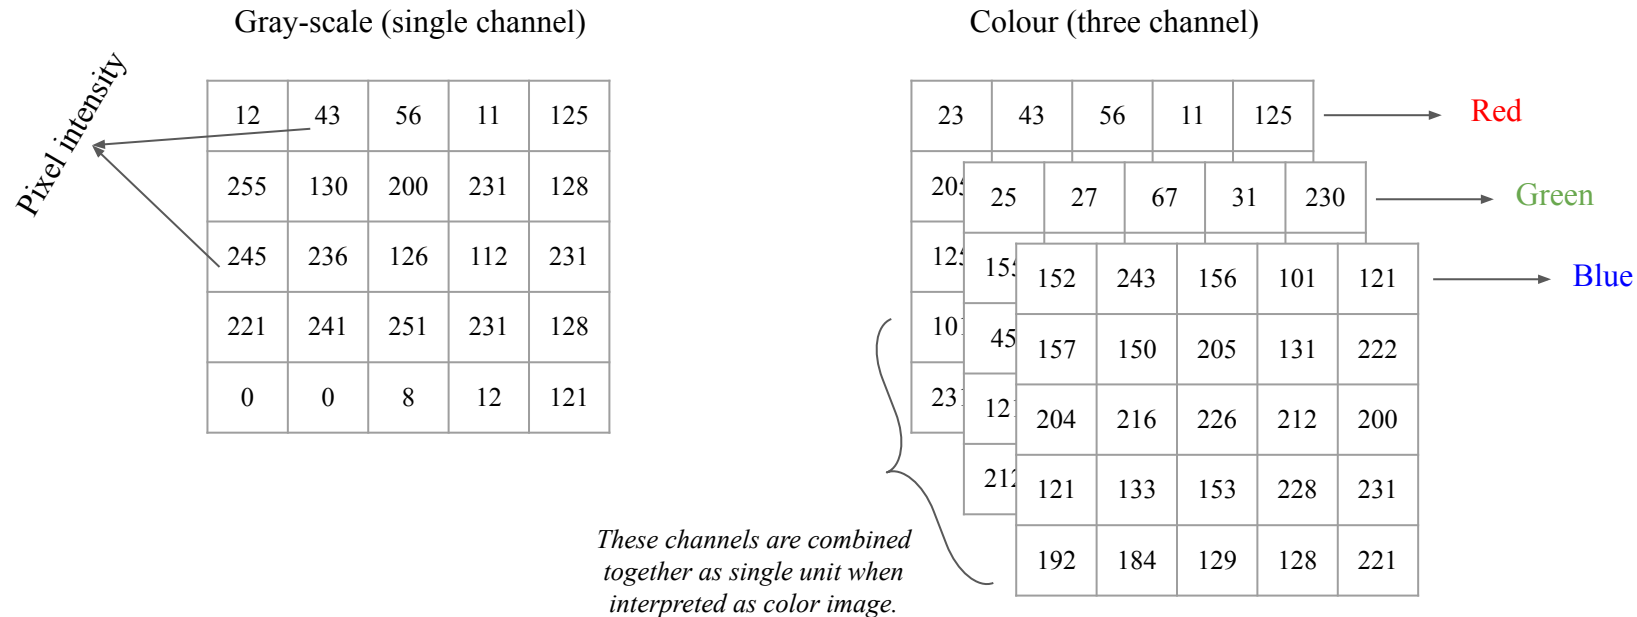 Gray-scale (single channel)
Pixel intensity
12 43 56 11 125
255 130 200 231 128
245 236 126 112 231
221 241 251 231 128
0 0 8 12 121
Colour (three channel)
23 43 56 11 125
Red
25 27 67 31 230
Green
152 243 156 101 121
Blue
157 150 205 131 222
204 216 226 212 200
121 133 153 228 231
192 184 129 128 221
45
These channels are combined
together as single unit when
interpreted as color image.